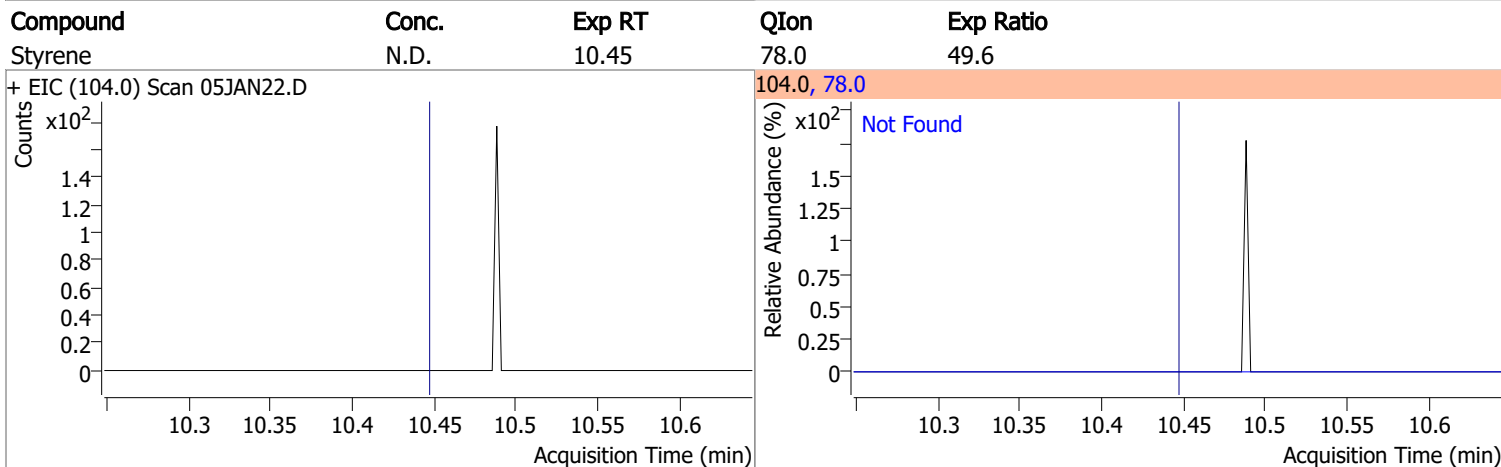 Compound Conc. Exp RT QIon Exp Ratio
Styrene N.D. 10.45 78.0 49.6
+ EIC (104.0) Scan 05JAN22.D
Counts
x10²
1.4
1.2
1
0.8
0.6
0.4
0.2
0
10.3 10.35 10.4 10.45 10.5 10.55 10.6
Acquisition Time (min)
104.0, 78.0
Relative Abundance (%)
x10²
Not Found
1.5
1.25
1
0.75
0.5
0.25
0
10.3 10.35 10.4 10.45 10.5 10.55 10.6
Acquisition Time (min)